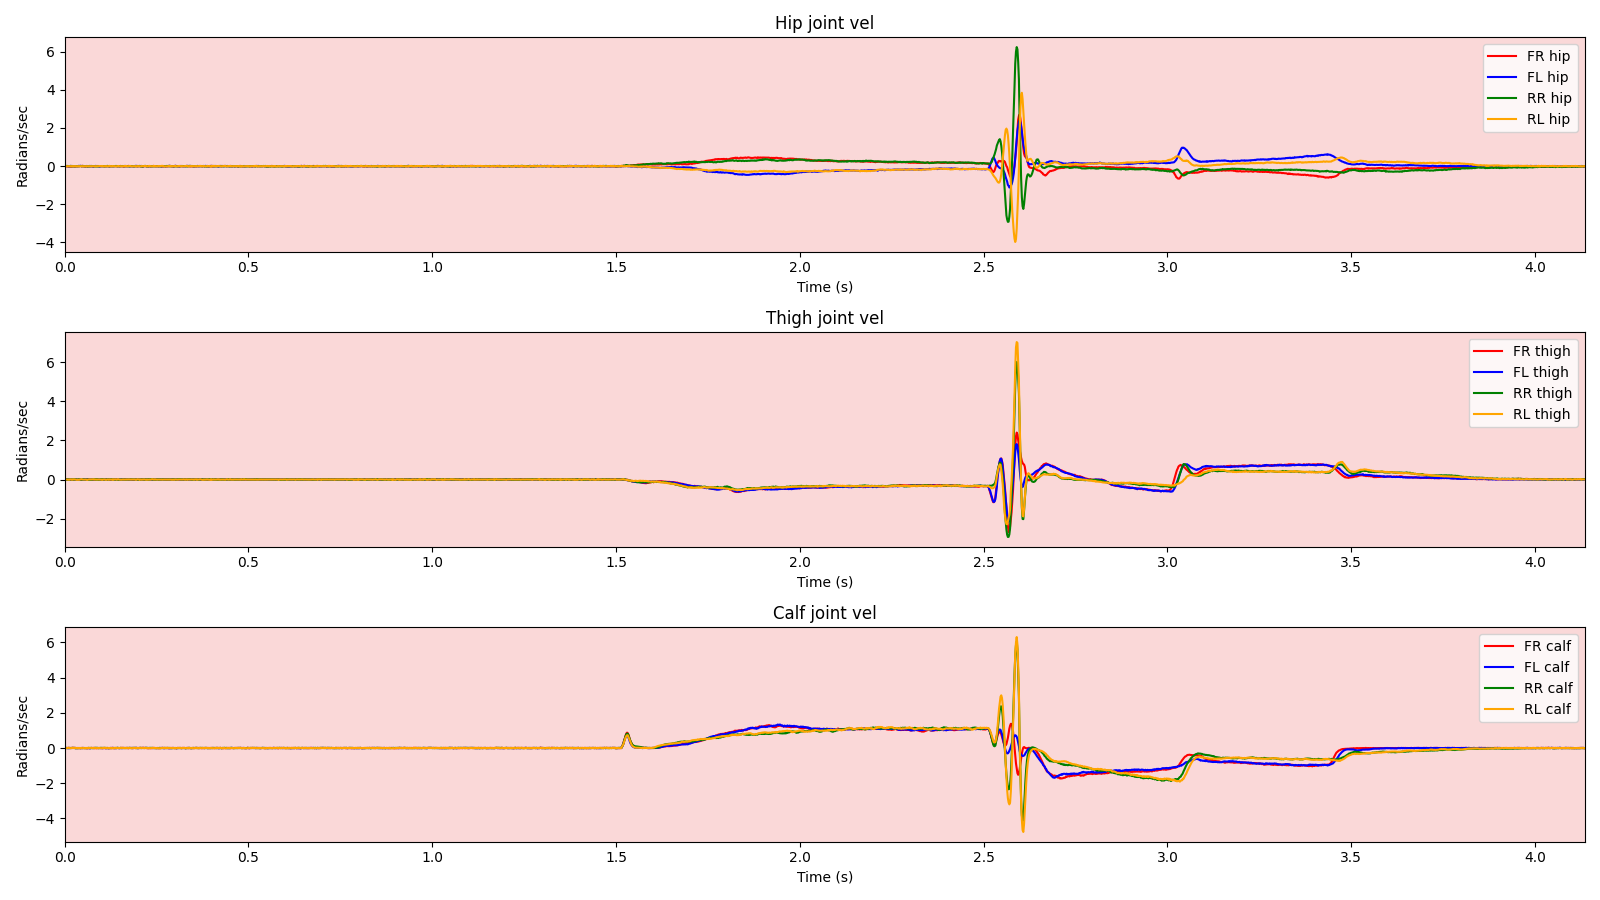 Hip joint vel
6
4
2
0
−2
−4
Radians/sec
FR hip
FL hip
RR hip
RL hip
0.0 0.5 1.0 1.5 2.0 2.5 3.0 3.5 4.0
Time (s)
Thigh joint vel
6
4
2
0
−2
Radians/sec
FR thigh
FL thigh
RR thigh
RL thigh
0.0 0.5 1.0 1.5 2.0 2.5 3.0 3.5 4.0
Time (s)
Calf joint vel
6
4
2
0
−2
−4
Radians/sec
FR calf
FL calf
RR calf
RL calf
0.0 0.5 1.0 1.5 2.0 2.5 3.0 3.5 4.0
Time (s)